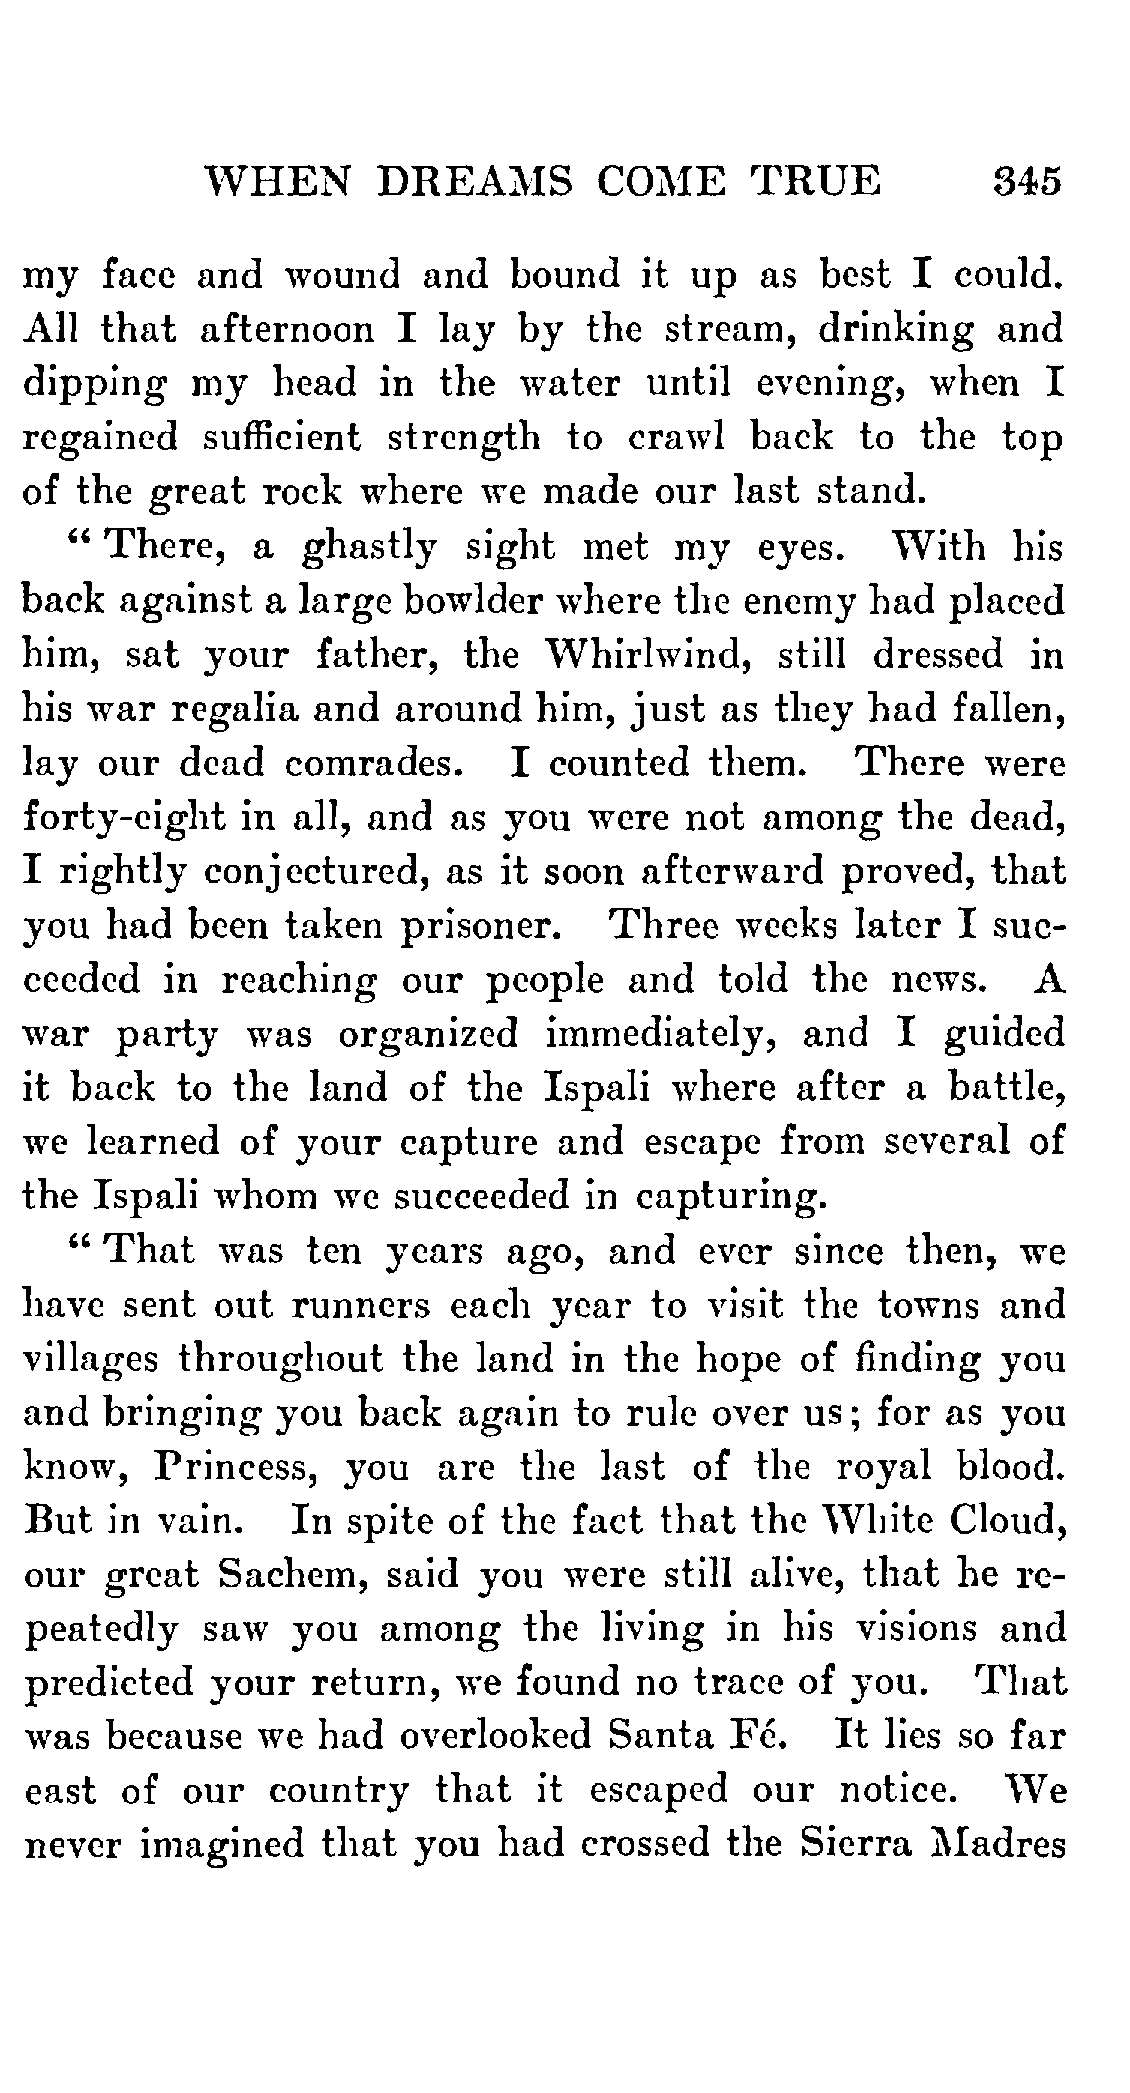 WHEN DREAMS COME TRUE 345
my face and wound and bound it up as best I could.
All that afternoon I lay by the stream, drinking and
dipping my head in the water until evening, when I
regained sufficient strength to crawl back to the top
of the great rock where we made our last stand.
“ There, a ghastly sight met my eyes. With his
back against a large bowlder where the enemy had placed
him, sat your father, the Whirlwind, still dressed in
his war regalia and around him, just as they had fallen,
lay our dead comrades. I counted them. There were
forty-eight in all, and as you were not among the dead,
I rightly conjectured, as it soon afterward proved, that
you had been taken prisoner. Three weeks later I suc-
ceeded in reaching our people and told the news. A
war party was organized immediately, and I guided
it back to the land of the Ispali where after a battle,
we learned of your capture and escape from several of
the Ispali whom we succeeded in capturing.
“ That was ten years ago, and ever since then, we
have sent out runners each year to visit the towns and
villages throughout the land in the hope of finding you
and bringing you back again to rule over us; for as you
know, Princess, you are the last of the royal blood.
But in vain. In spite of the fact that the White Cloud,
our great Sachem, said you were still alive, that he re-
peatedly saw you among the living in his visions and
predicted your return, we found no trace of you. That
was because we had overlooked Santa Fé. It lies so far
east of our country that it escaped our notice. We
never imagined that you had crossed the Sierra Madres